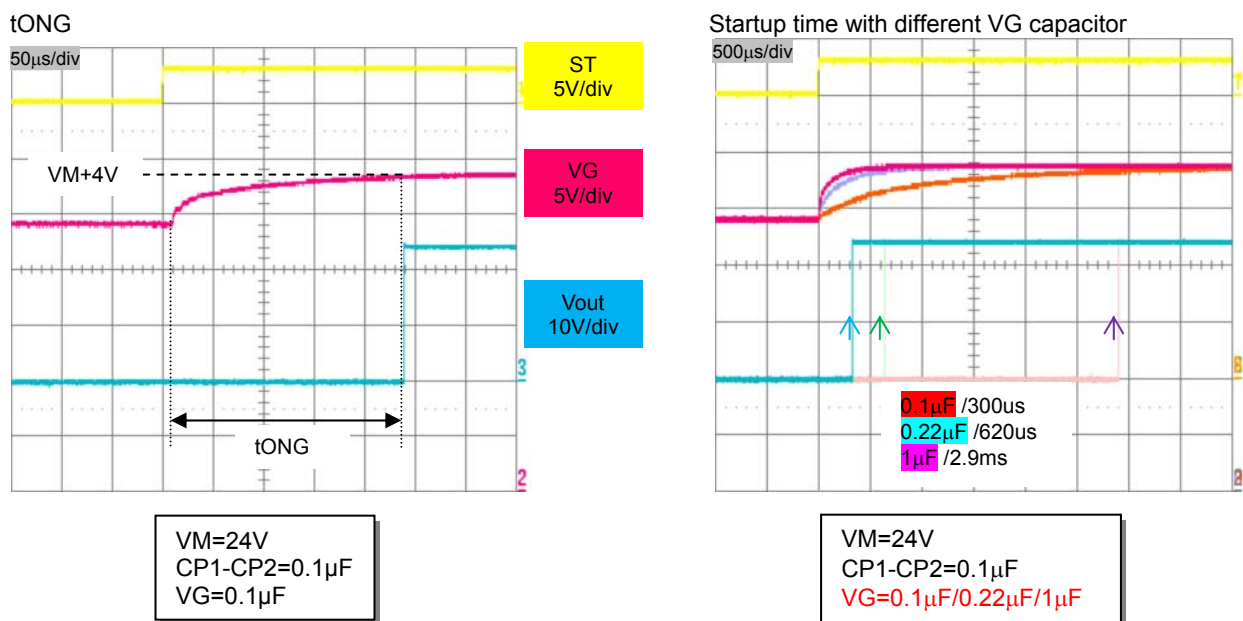 tONG
50μs/div
ST
5V/div
VM+4V
VG
5V/div
Vout
10V/div
3
tONG
2
VM=24V
CP1-CP2=0.1μF
VG=0.1μF
Startup time with different VG capacitor
500μs/div
0.1μF /300us
0.22μF /620us
1μF /2.9ms
VM=24V
CP1-CP2=0.1μF
VG=0.1μF/0.22μF/1μF